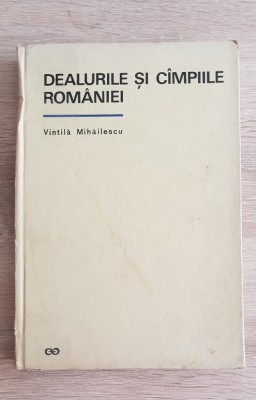 DEALURILE ȘI CÎMPIILE
ROMÂNIEI
Vintilă Mihăilescu